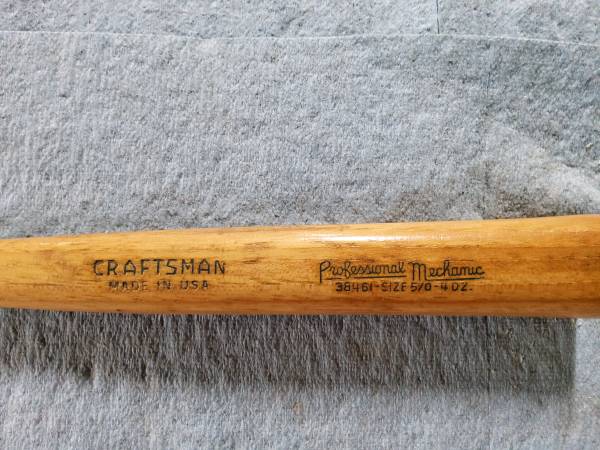 CRAFTSMAN
MADE IN USA
Professional Mechanic
38461-SIZE 5/0-4 OZ.